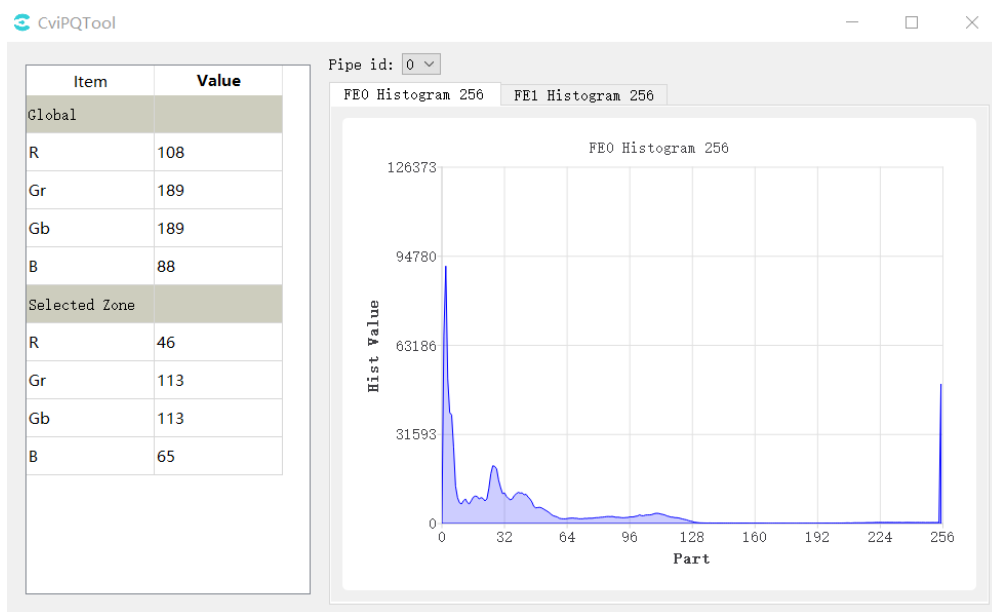 CviPQTool
Item Value
Global
R 108
Gr 189
Gb 189
B 88
Selected Zone
R 46
Gr 113
Gb 113
B 65
Pipe id: 0
FE0 Histogram 256 FE1 Histogram 256
FE0 Histogram 256
126373
94780
63186
31593
0
Hist Value
0 32 64 96 128 160 192 224 256
Part